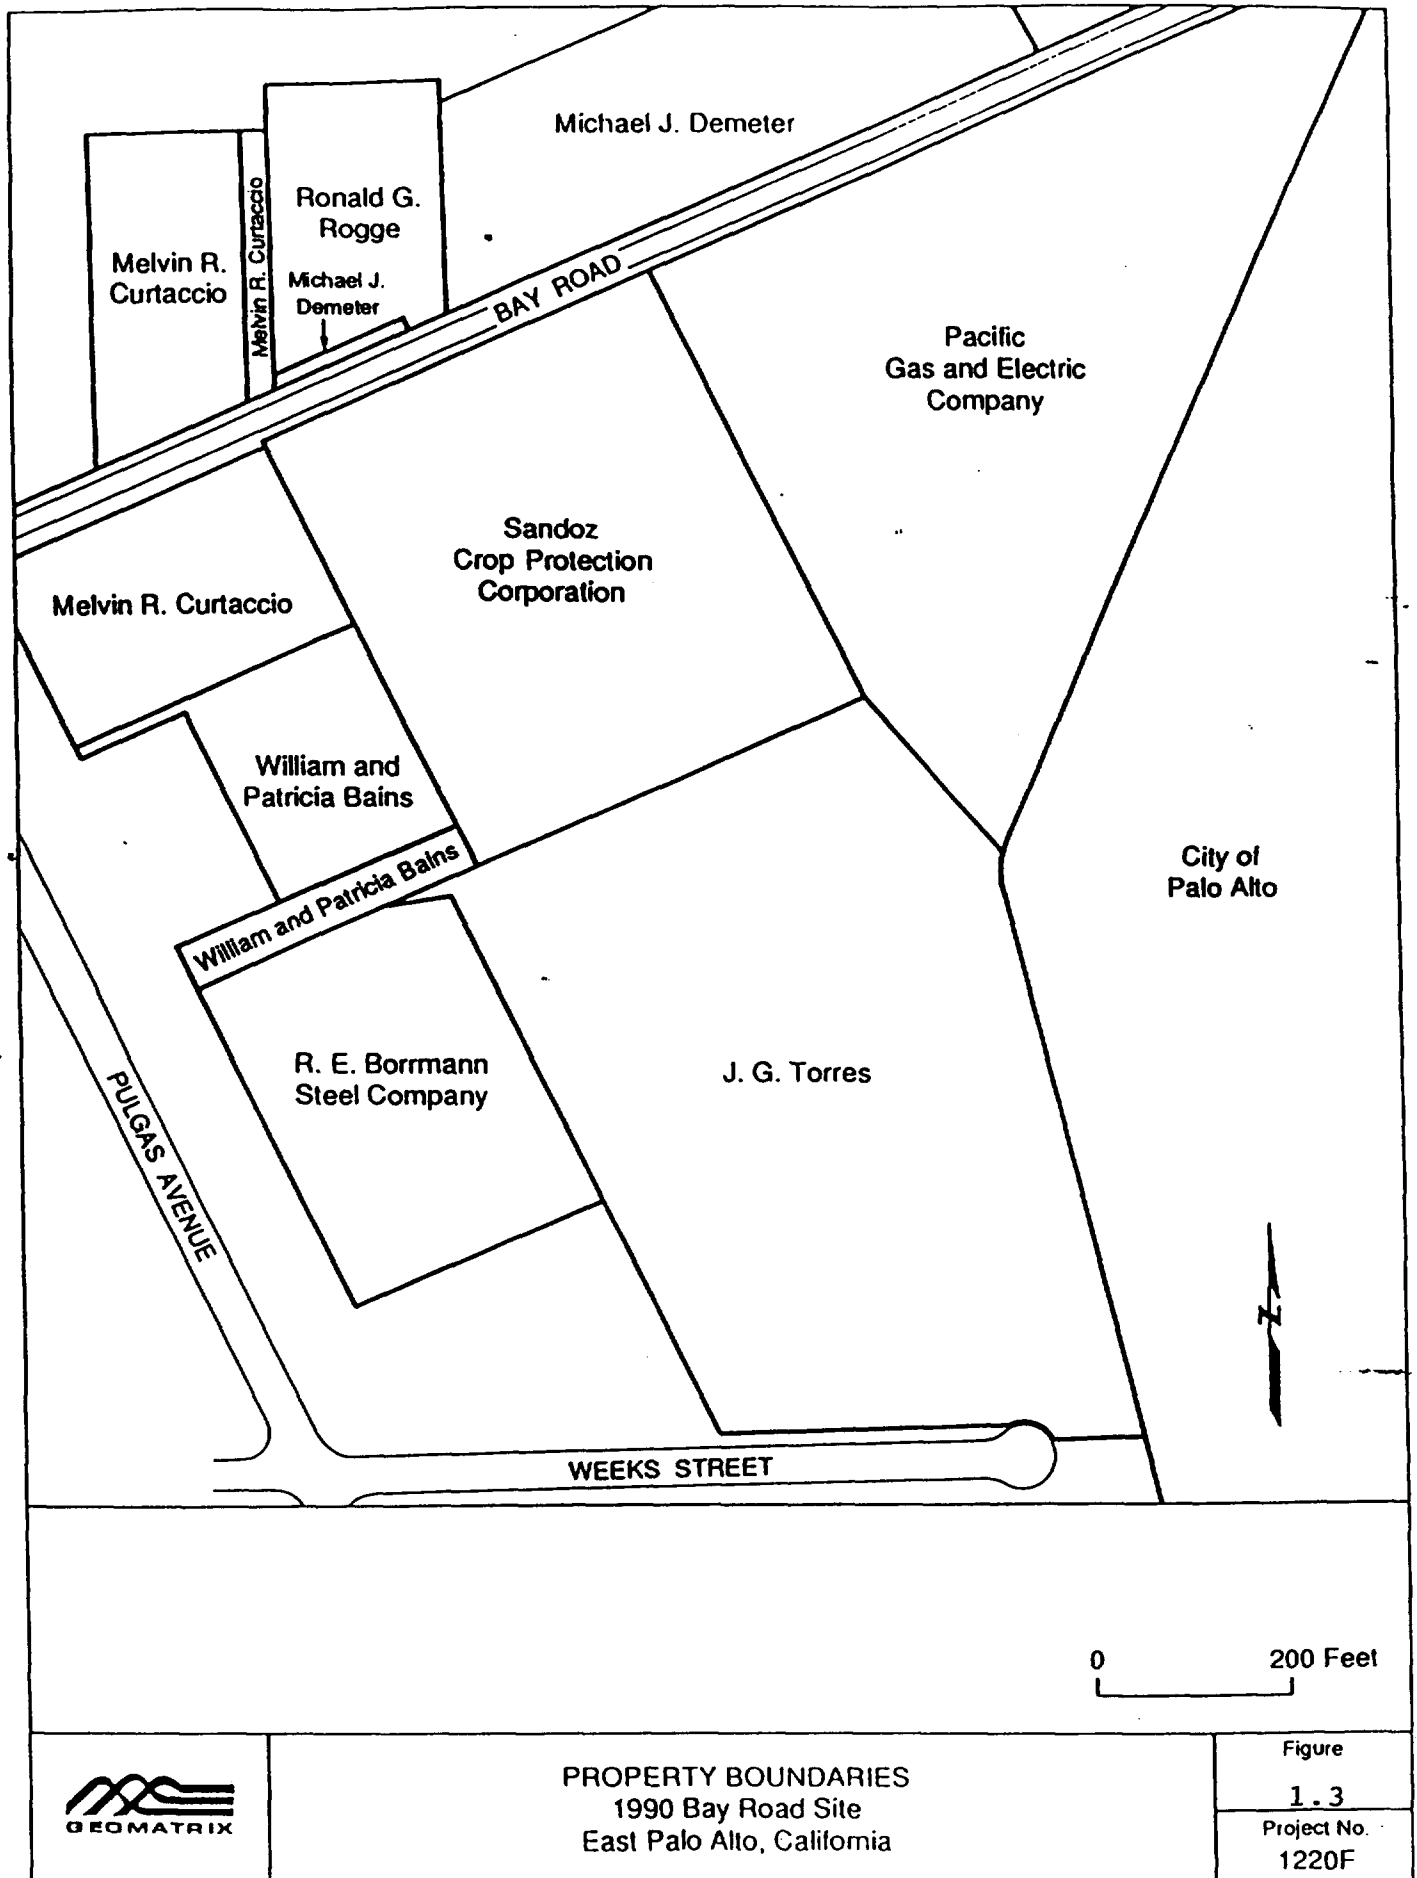 Michael J. Demeter
Ronald G.
Rogge
Melvin R.
Curtaccio
Melvin R. Curtaccio
Michael J.
Demeter
BAY ROAD
Pacific
Gas and Electric
Company
Sandoz
Crop Protection
Corporation
Melvin R. Curtaccio
William and
Patricia Bains
City of
Palo Alto
William and Patricia Bains
R. E. Borrmann
Steel Company
J. G. Torres
PULGAS AVENUE
Z
WEEKS STREET
0 200 Feet
GEOMATRIX
PROPERTY BOUNDARIES
1990 Bay Road Site
East Palo Alto, California
Figure
1.3
Project No.
1220F